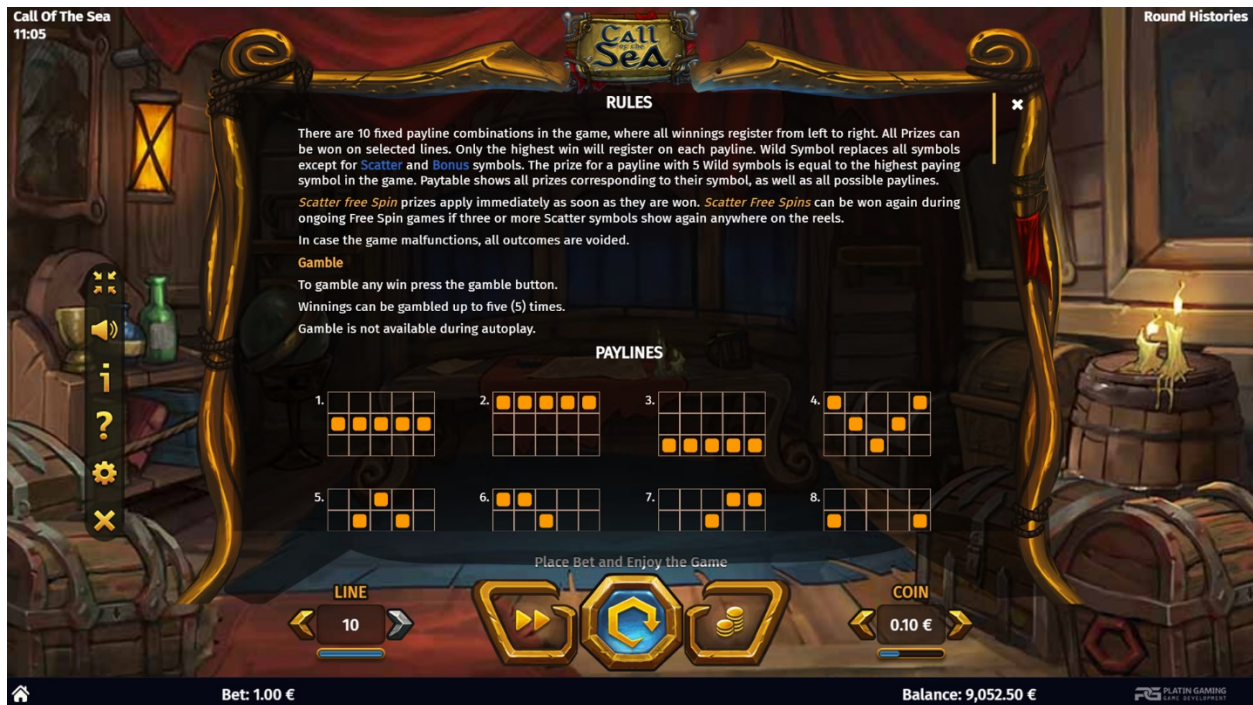 Call Of The Sea
11:05
Round Histories
Call
of the
Sea
RULES
There are 10 fixed payline combinations in the game, where all winnings register from left to right. All Prizes can
be won on selected lines. Only the highest win will register on each payline. Wild Symbol replaces all symbols
except for Scatter and Bonus symbols. The prize for a payline with 5 Wild symbols is equal to the highest paying
symbol in the game. Paytable shows all prizes corresponding to their symbol, as well as all possible paylines.
Scatter free Spin prizes apply immediately as soon as they are won. Scatter Free Spins can be won again during
ongoing Free Spin games if three or more Scatter symbols show again anywhere on the reels.
In case the game malfunctions, all outcomes are voided.
Gamble
To gamble any win press the gamble button.
Winnings can be gambled up to five (5) times.
Gamble is not available during autoplay.
PAYLINES
1. 2. 3. 4.
5. 6. 7. 8.
Place Bet and Enjoy the Game
LINE
10
COIN
0.10 €
Bet: 1.00 €
Balance: 9,052.50 €
PG PLATIN GAMING
GAME DEVELOPMENT